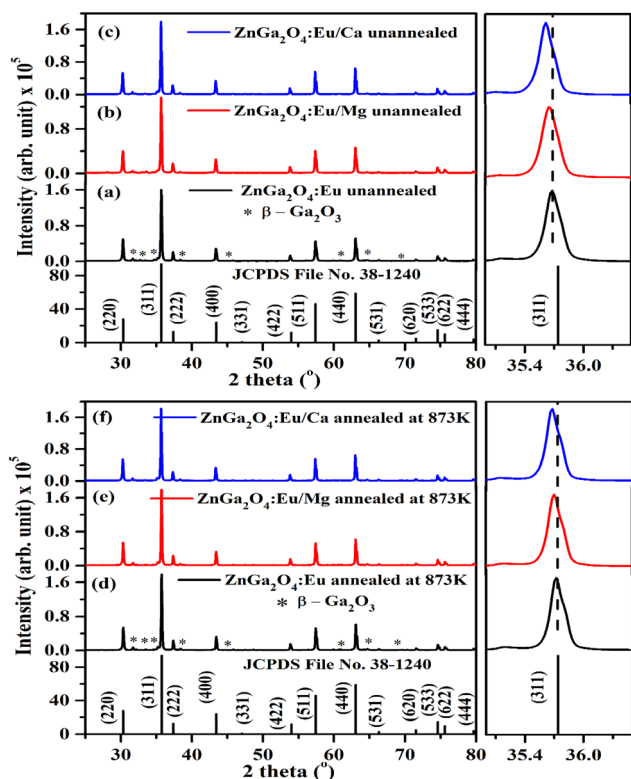 (c)
ZnGa₂O₄:Eu/Ca unannealed
1.6
0.8
0.0
(b)
ZnGa₂O₄:Eu/Mg unannealed
0.8
0.0
(a)
ZnGa₂O₄:Eu unannealed
* β – Ga₂O₃
1.6
0.8
0.0
* * * * * * * *
Intensity (arb. unit) x 10⁵
JCPDS File No. 38-1240
80
40
0
(220)
(311)
(222)
(400)
(331)
(422)
(511)
(440)
(531)
(620)
(533)
(622)
(444)
30 40 50 60 70 80
2 theta (°)
(311)
35.4 36.0
(f)
ZnGa₂O₄:Eu/Ca annealed at 873K
1.6
0.8
0.0
(e)
ZnGa₂O₄:Eu/Mg annealed at 873K
1.6
0.8
0.0
(d)
ZnGa₂O₄:Eu annealed at 873K
* β – Ga₂O₃
1.6
0.8
0.0
* * * * * * * *
Intensity (arb. unit) x 10⁵
JCPDS File No. 38-1240
80
40
0
(220)
(311)
(222)
(400)
(331)
(422)
(511)
(440)
(531)
(620)
(533)
(622)
(444)
30 40 50 60 70 80
2 theta (°)
(311)
35.4 36.0